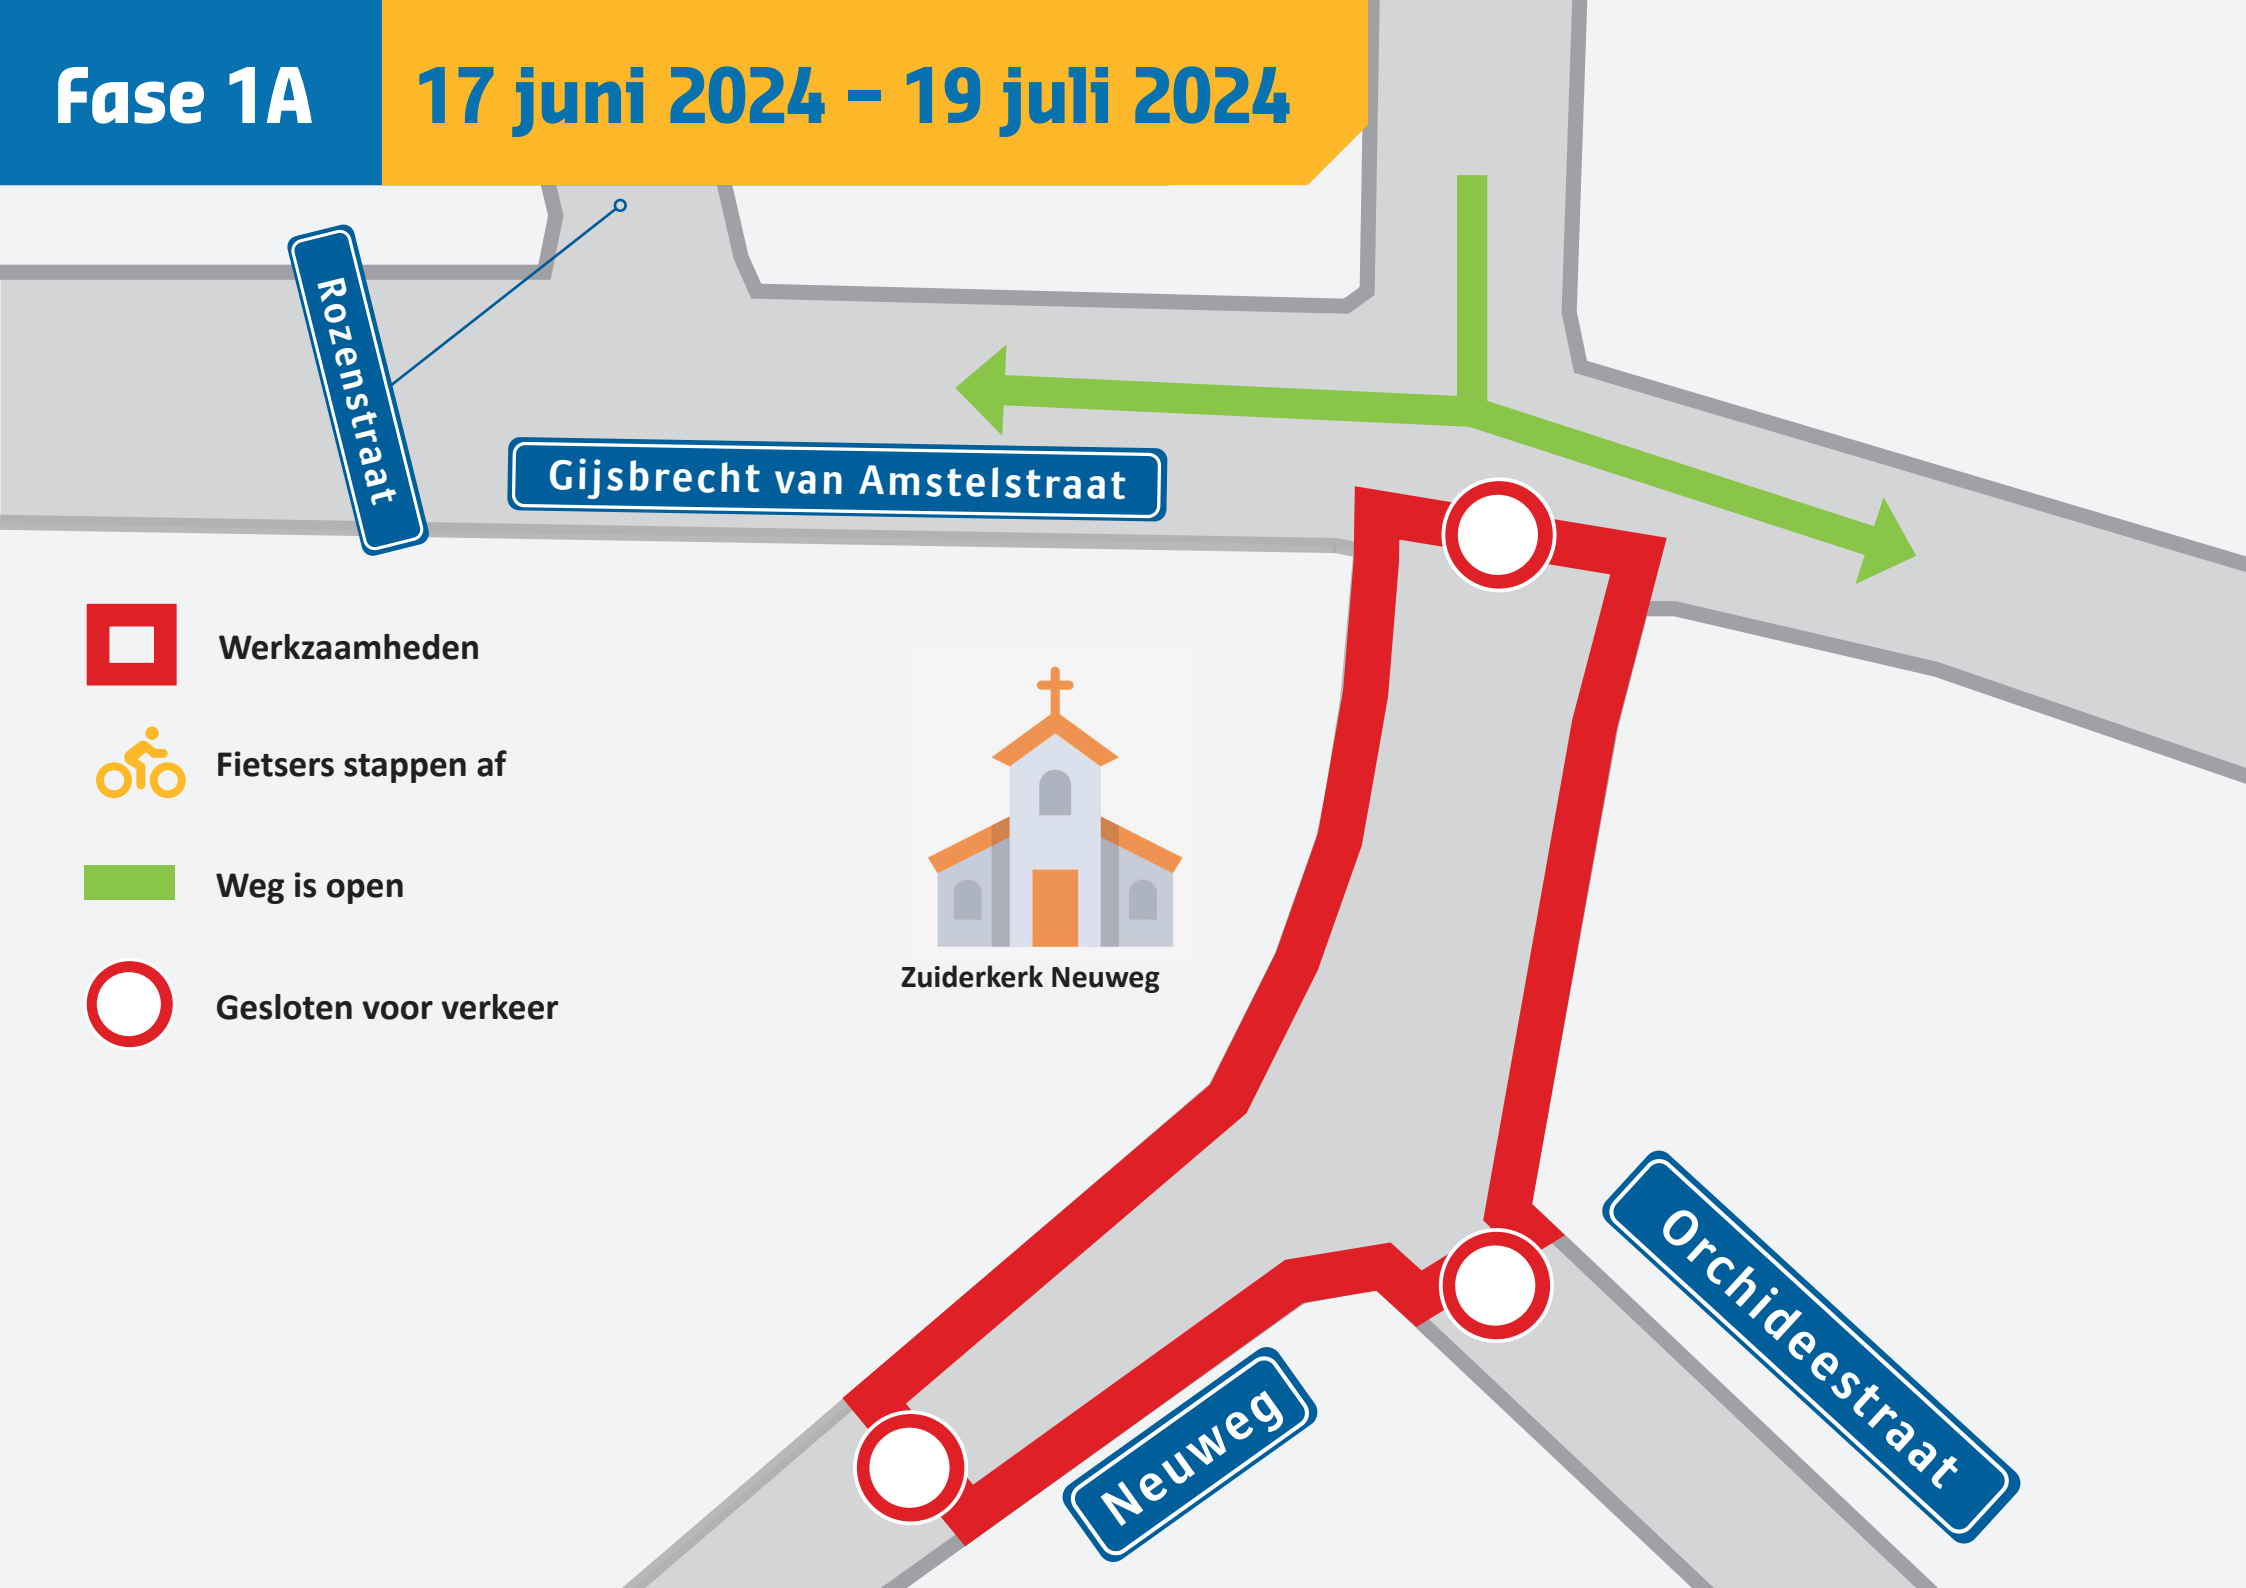 Fase 1A
17 juni 2024 – 19 juli 2024
Rozenstraat
Gijsbrecht van Amstelstraat
Werkzaamheden
Fietsers stappen af
Weg is open
Gesloten voor verkeer
Zuiderkerk Neuweg
Orchideestraat
Neuweg